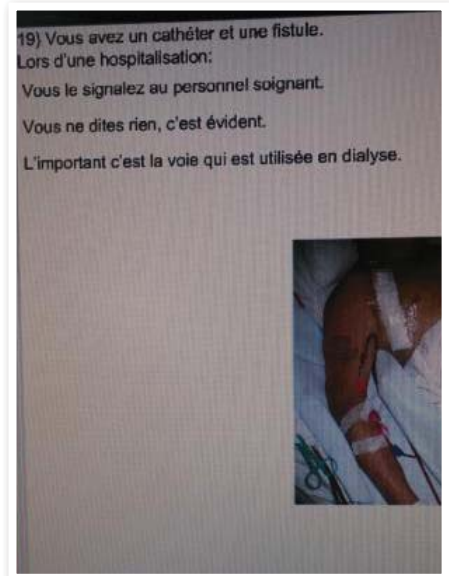 19) Vous avez un cathéter et une fistule.
Lors d'une hospitalisation:
Vous le signalez au personnel soignant.
Vous ne dites rien, c'est évident.
L'important c'est la voie qui est utilisée en dialyse.